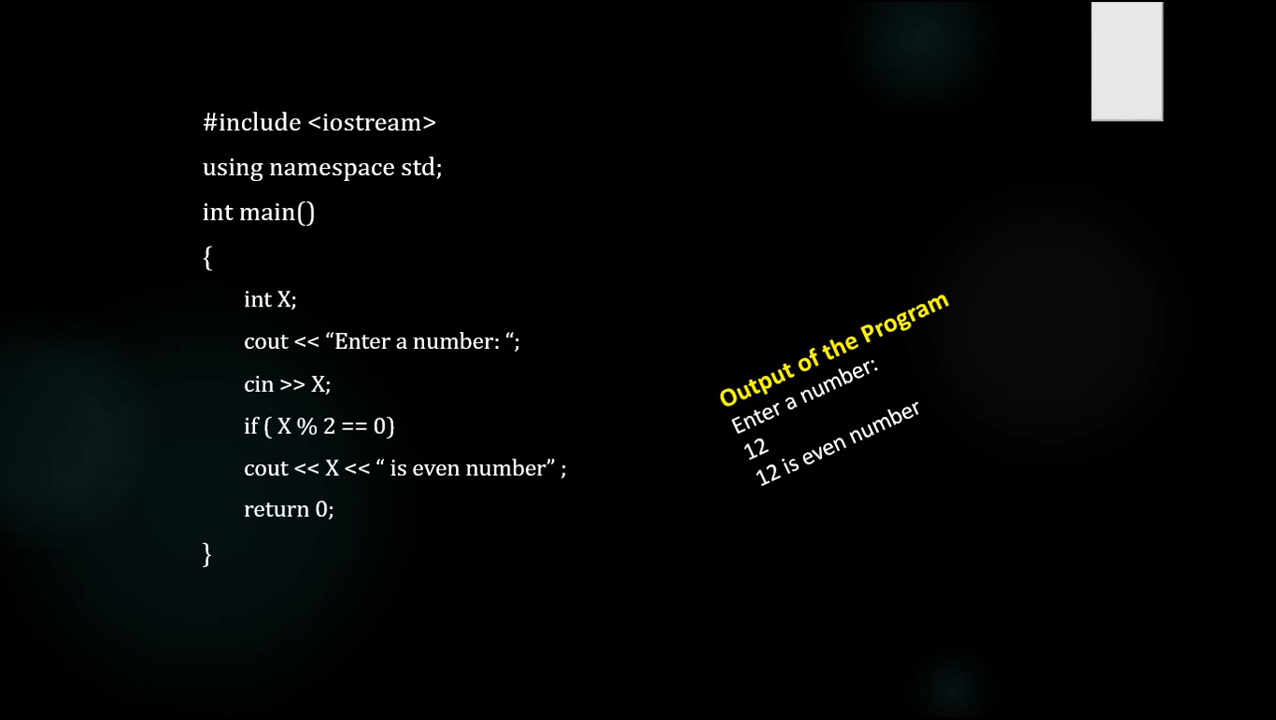 #include <iostream>
using namespace std;
int main()
{
int X;
cout << “Enter a number: “;
cin >> X;
if ( X % 2 == 0)
cout << X << “ is even number” ;
return 0;
}
Output of the Program
Enter a number:
12
12 is even number